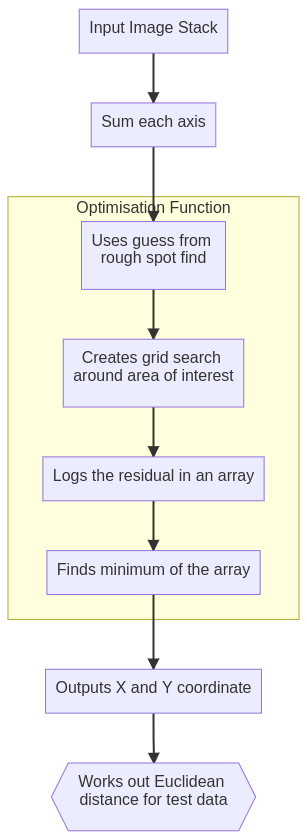 Input Image Stack
Sum each axis
Optimisation Function
Uses guess from
rough spot find
Creates grid search
around area of interest
Logs the residual in an array
Finds minimum of the array
Outputs X and Y coordinate
Works out Euclidean
distance for test data